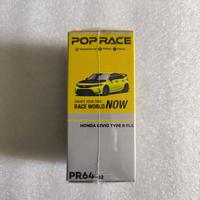 POP RACE
CREATE YOUR OWN
RACE WORLD NOW
HONDA CIVIC TYPE R FL5
PR64